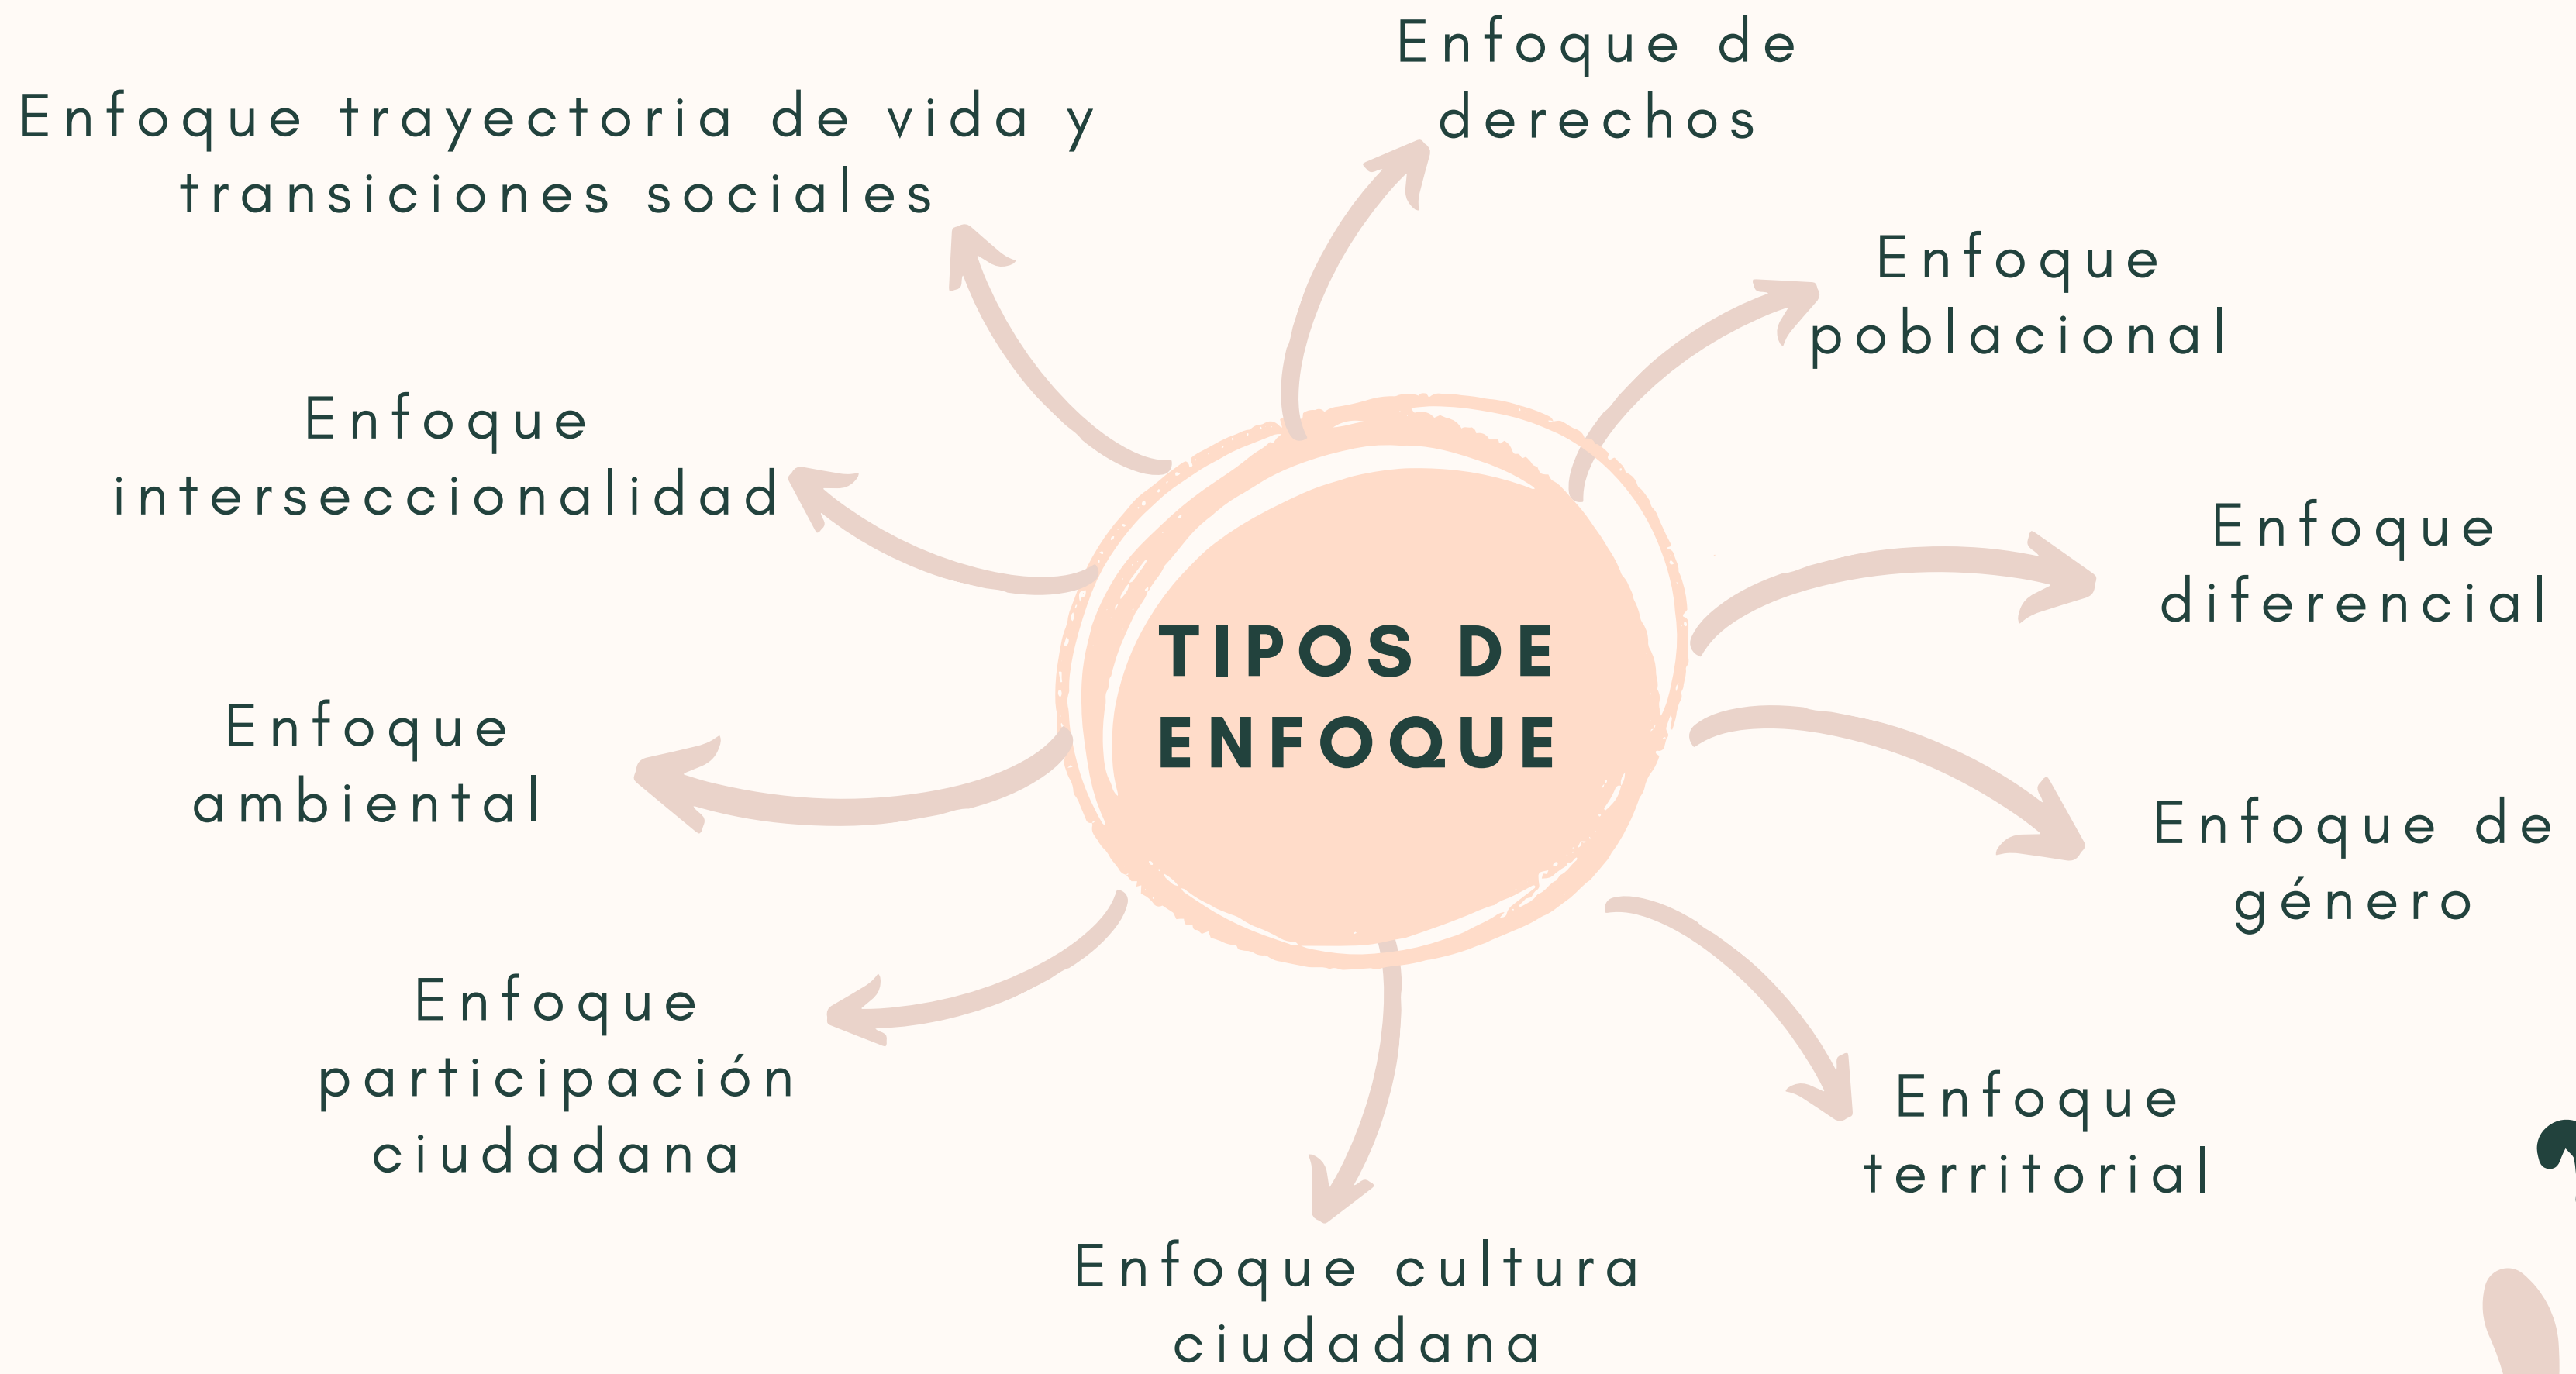 Enfoque de
derechos
Enfoque trayectoria de vida y
transiciones sociales
Enfoque
poblacional
Enfoque
interseccionalidad
Enfoque
diferencial
TIPOS DE
ENFOQUE
Enfoque
ambiental
Enfoque de
género
Enfoque
participación
ciudadana
Enfoque
territorial
Enfoque cultura
ciudadana